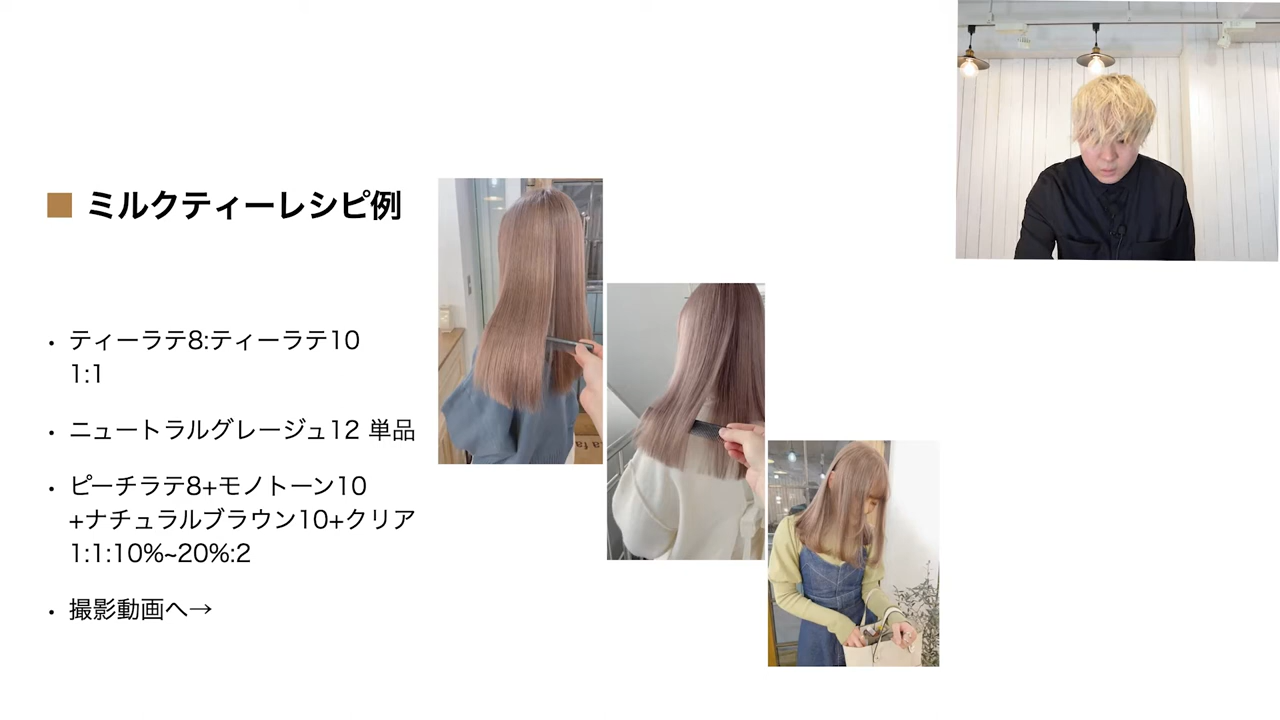 ミルクティーレシピ例
・ティーラテ8:ティーラテ10
1:1
・ニュートラルグレージュ12 単品
・ピーチラテ8+モノトーン10
+ナチュラルブラウン10+クリア
1:1:10%~20%:2
・撮影動画へ→